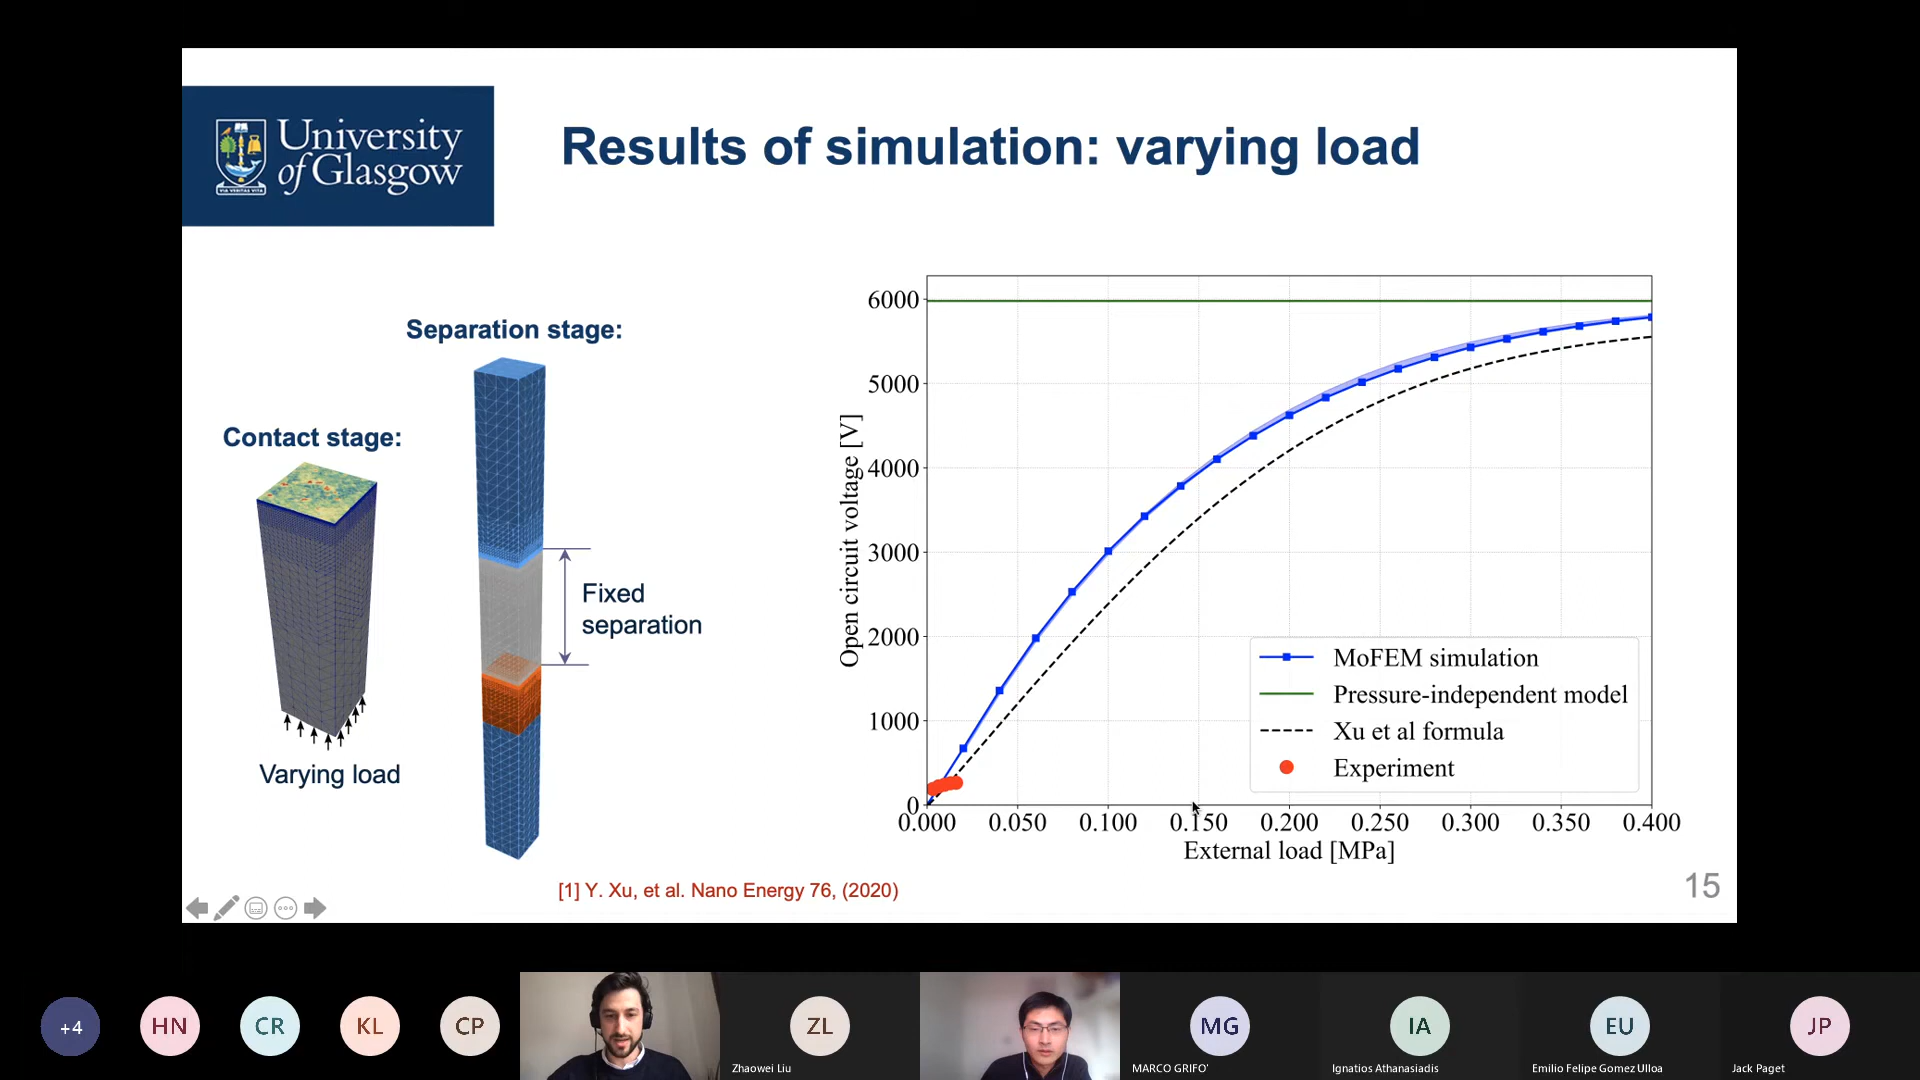 University
of Glasgow
VIA VERITAS VITA
Results of simulation: varying load
Separation stage:
Contact stage:
Fixed
separation
Varying load
Open circuit voltage [V]
6000
5000
4000
3000
2000
1000
0
0.000 0.050 0.100 0.150 0.200 0.250 0.300 0.350 0.400
External load [MPa]
MoFEM simulation
Pressure-independent model
Xu et al formula
Experiment
[1] Y. Xu, et al. Nano Energy 76, (2020)
15
+4
HN
CR
KL
CP
ZL
Zhaowei Liu
MG
MARCO GRIFO'
IA
Ignatios Athanasiadis
EU
Emilio Felipe Gomez Ulloa
JP
Jack Paget